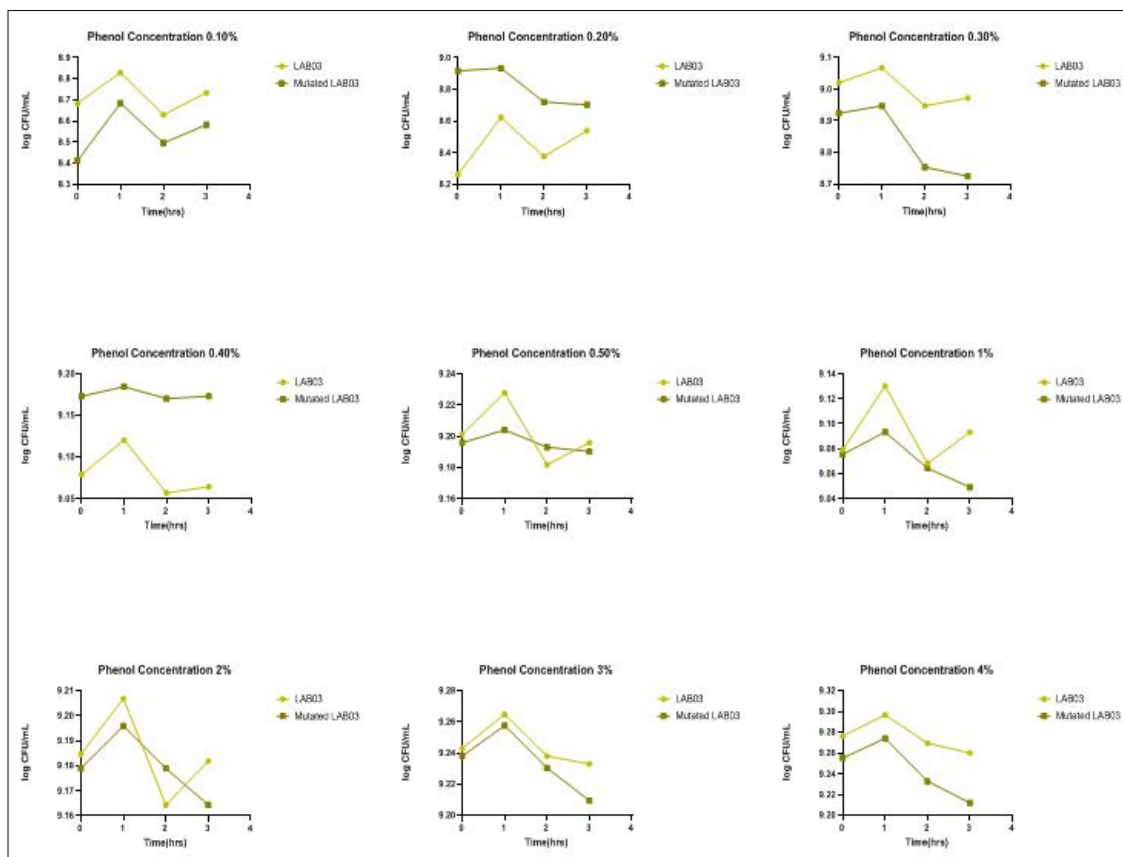 Phenol Concentration 0.10%
LAB03
Mutated LAB03
log CFU/mL
8.9
8.8
8.7
8.6
8.5
8.4
8.3
0 1 2 3 4
Time(hrs)
Phenol Concentration 0.20%
LAB03
Mutated LAB03
log CFU/mL
9.0
8.8
8.6
8.4
8.2
0 1 2 3 4
Time(hrs)
Phenol Concentration 0.30%
LAB03
Mutated LAB03
log CFU/mL
9.1
9.0
8.9
8.8
8.7
0 1 2 3 4
Time(hrs)
Phenol Concentration 0.40%
LAB03
Mutated LAB03
log CFU/mL
9.20
9.15
9.10
9.05
0 1 2 3 4
Time(hrs)
Phenol Concentration 0.50%
LAB03
Mutated LAB03
log CFU/mL
9.24
9.22
9.20
9.18
9.16
0 1 2 3 4
Time(hrs)
Phenol Concentration 1%
LAB03
Mutated LAB03
log CFU/mL
9.14
9.12
9.10
9.08
9.06
9.04
0 1 2 3 4
Time(hrs)
Phenol Concentration 2%
LAB03
Mutated LAB03
log CFU/mL
9.21
9.20
9.19
9.18
9.17
9.16
0 1 2 3 4
Time(hrs)
Phenol Concentration 3%
LAB03
Mutated LAB03
log CFU/mL
9.28
9.26
9.24
9.22
9.20
0 1 2 3 4
Time(hrs)
Phenol Concentration 4%
LAB03
Mutated LAB03
log CFU/mL
9.32
9.30
9.28
9.26
9.24
9.22
9.20
0 1 2 3 4
Time(hrs)